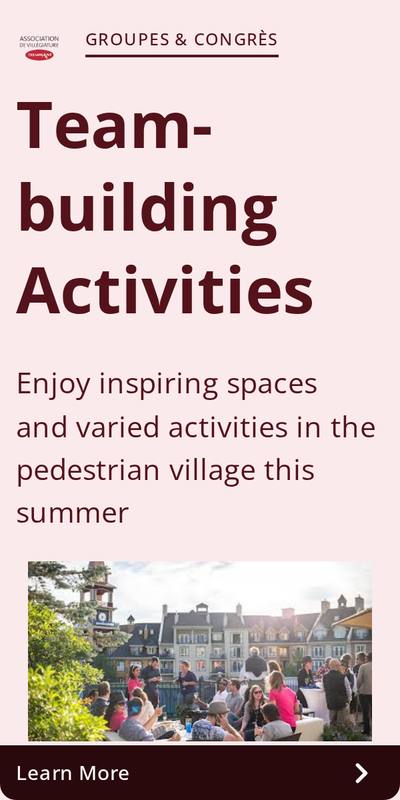 ASSOCIATION
DE VILLÉGIATURE
TREMBLANT
GROUPES & CONGRÈS
Team-
building
Activities
Enjoy inspiring spaces
and varied activities in the
pedestrian village this
summer
Learn More